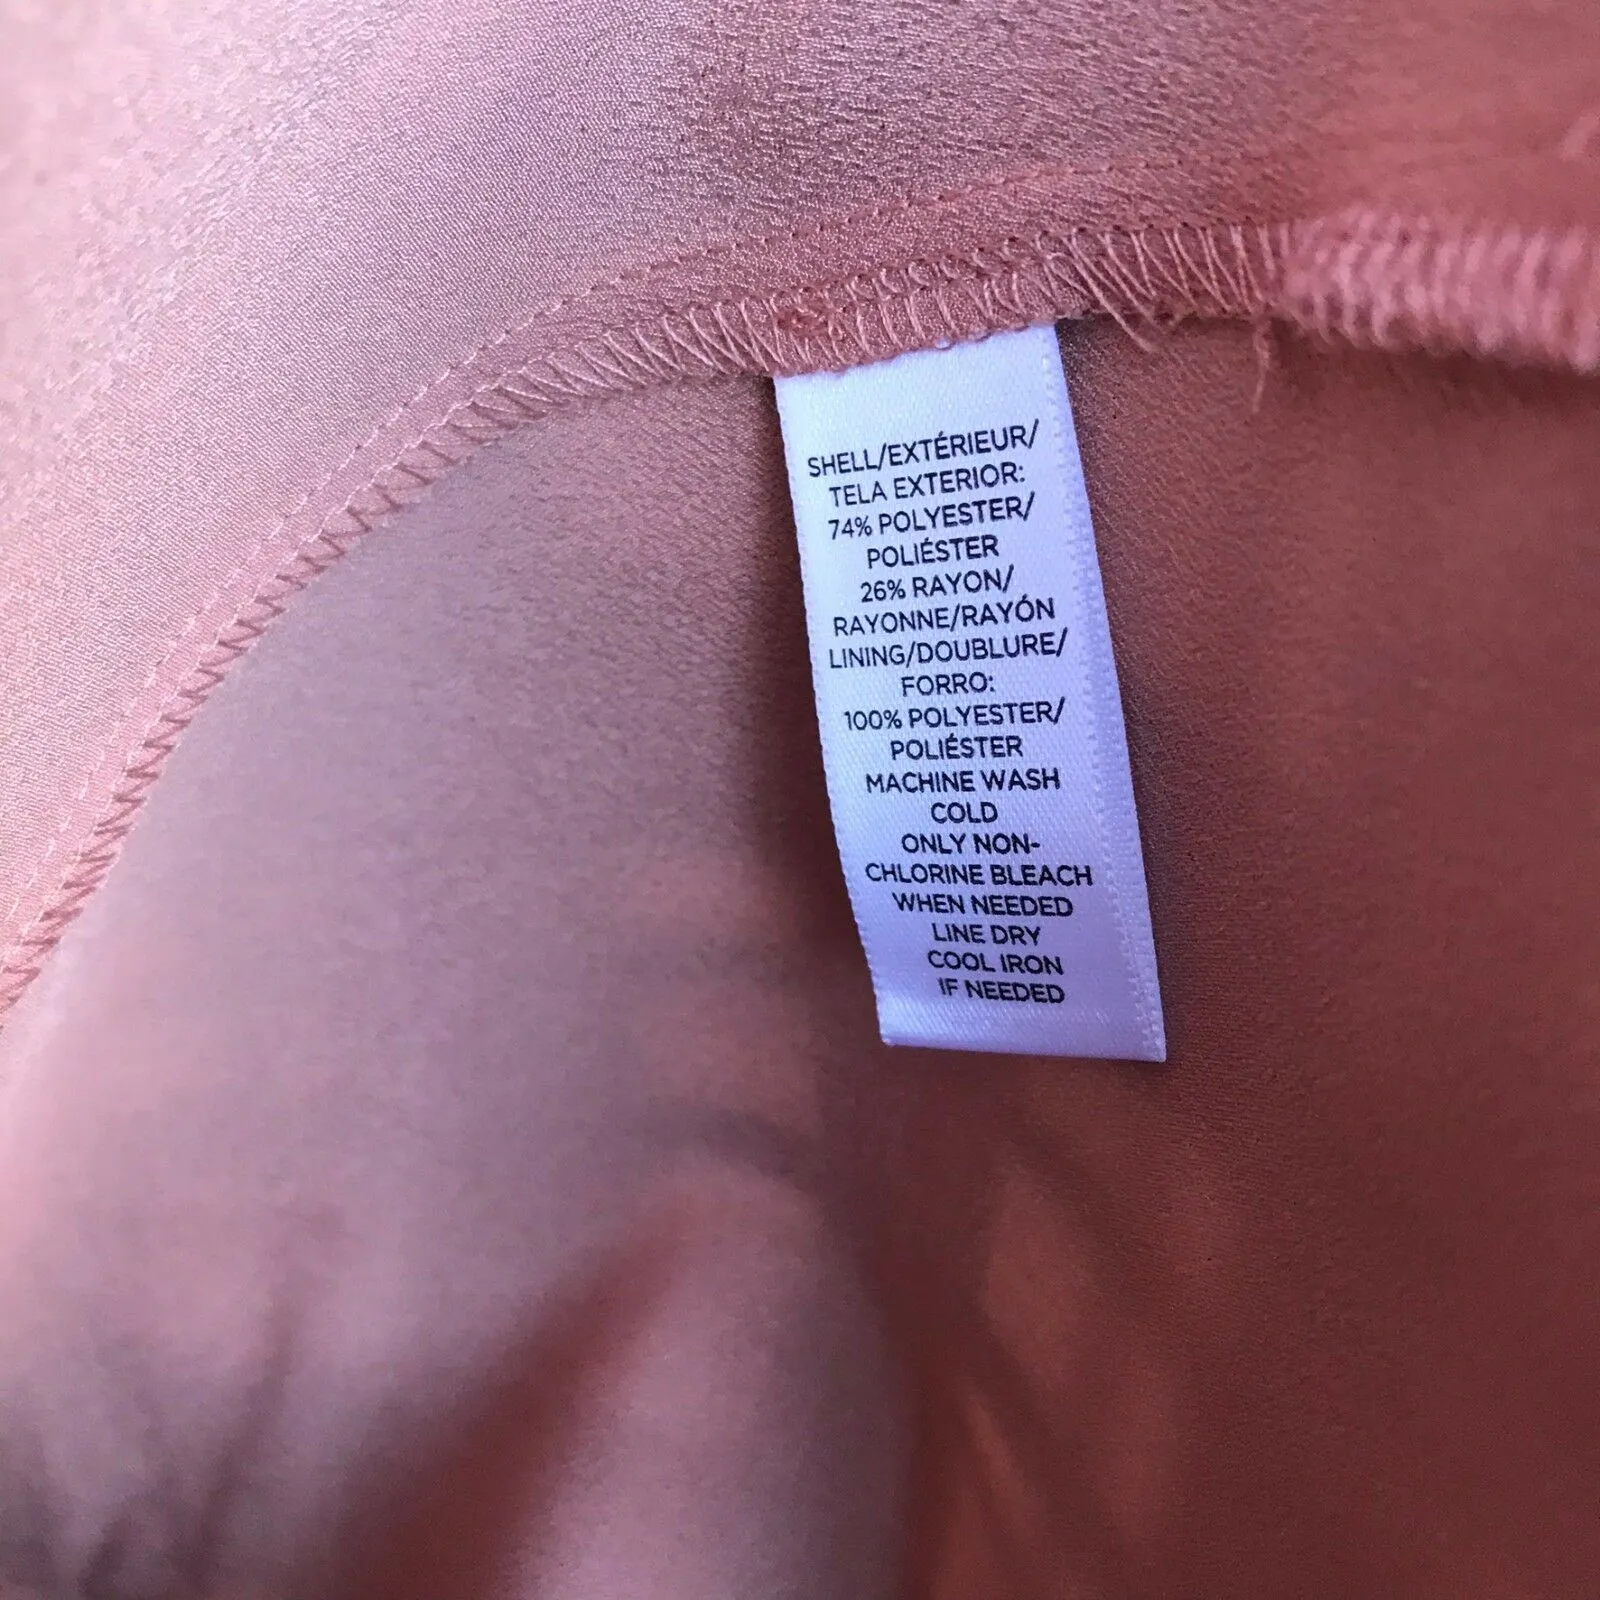 SHELL/EXTÉRIEUR/
TELA EXTERIOR:
74% POLYESTER/
POLIÉSTER
26% RAYON/
RAYONNE/RAYÓN
LINING/DOUBLURE/
FORRO:
100% POLYESTER/
POLIÉSTER
MACHINE WASH
COLD
ONLY NON-
CHLORINE BLEACH
WHEN NEEDED
LINE DRY
COOL IRON
IF NEEDED